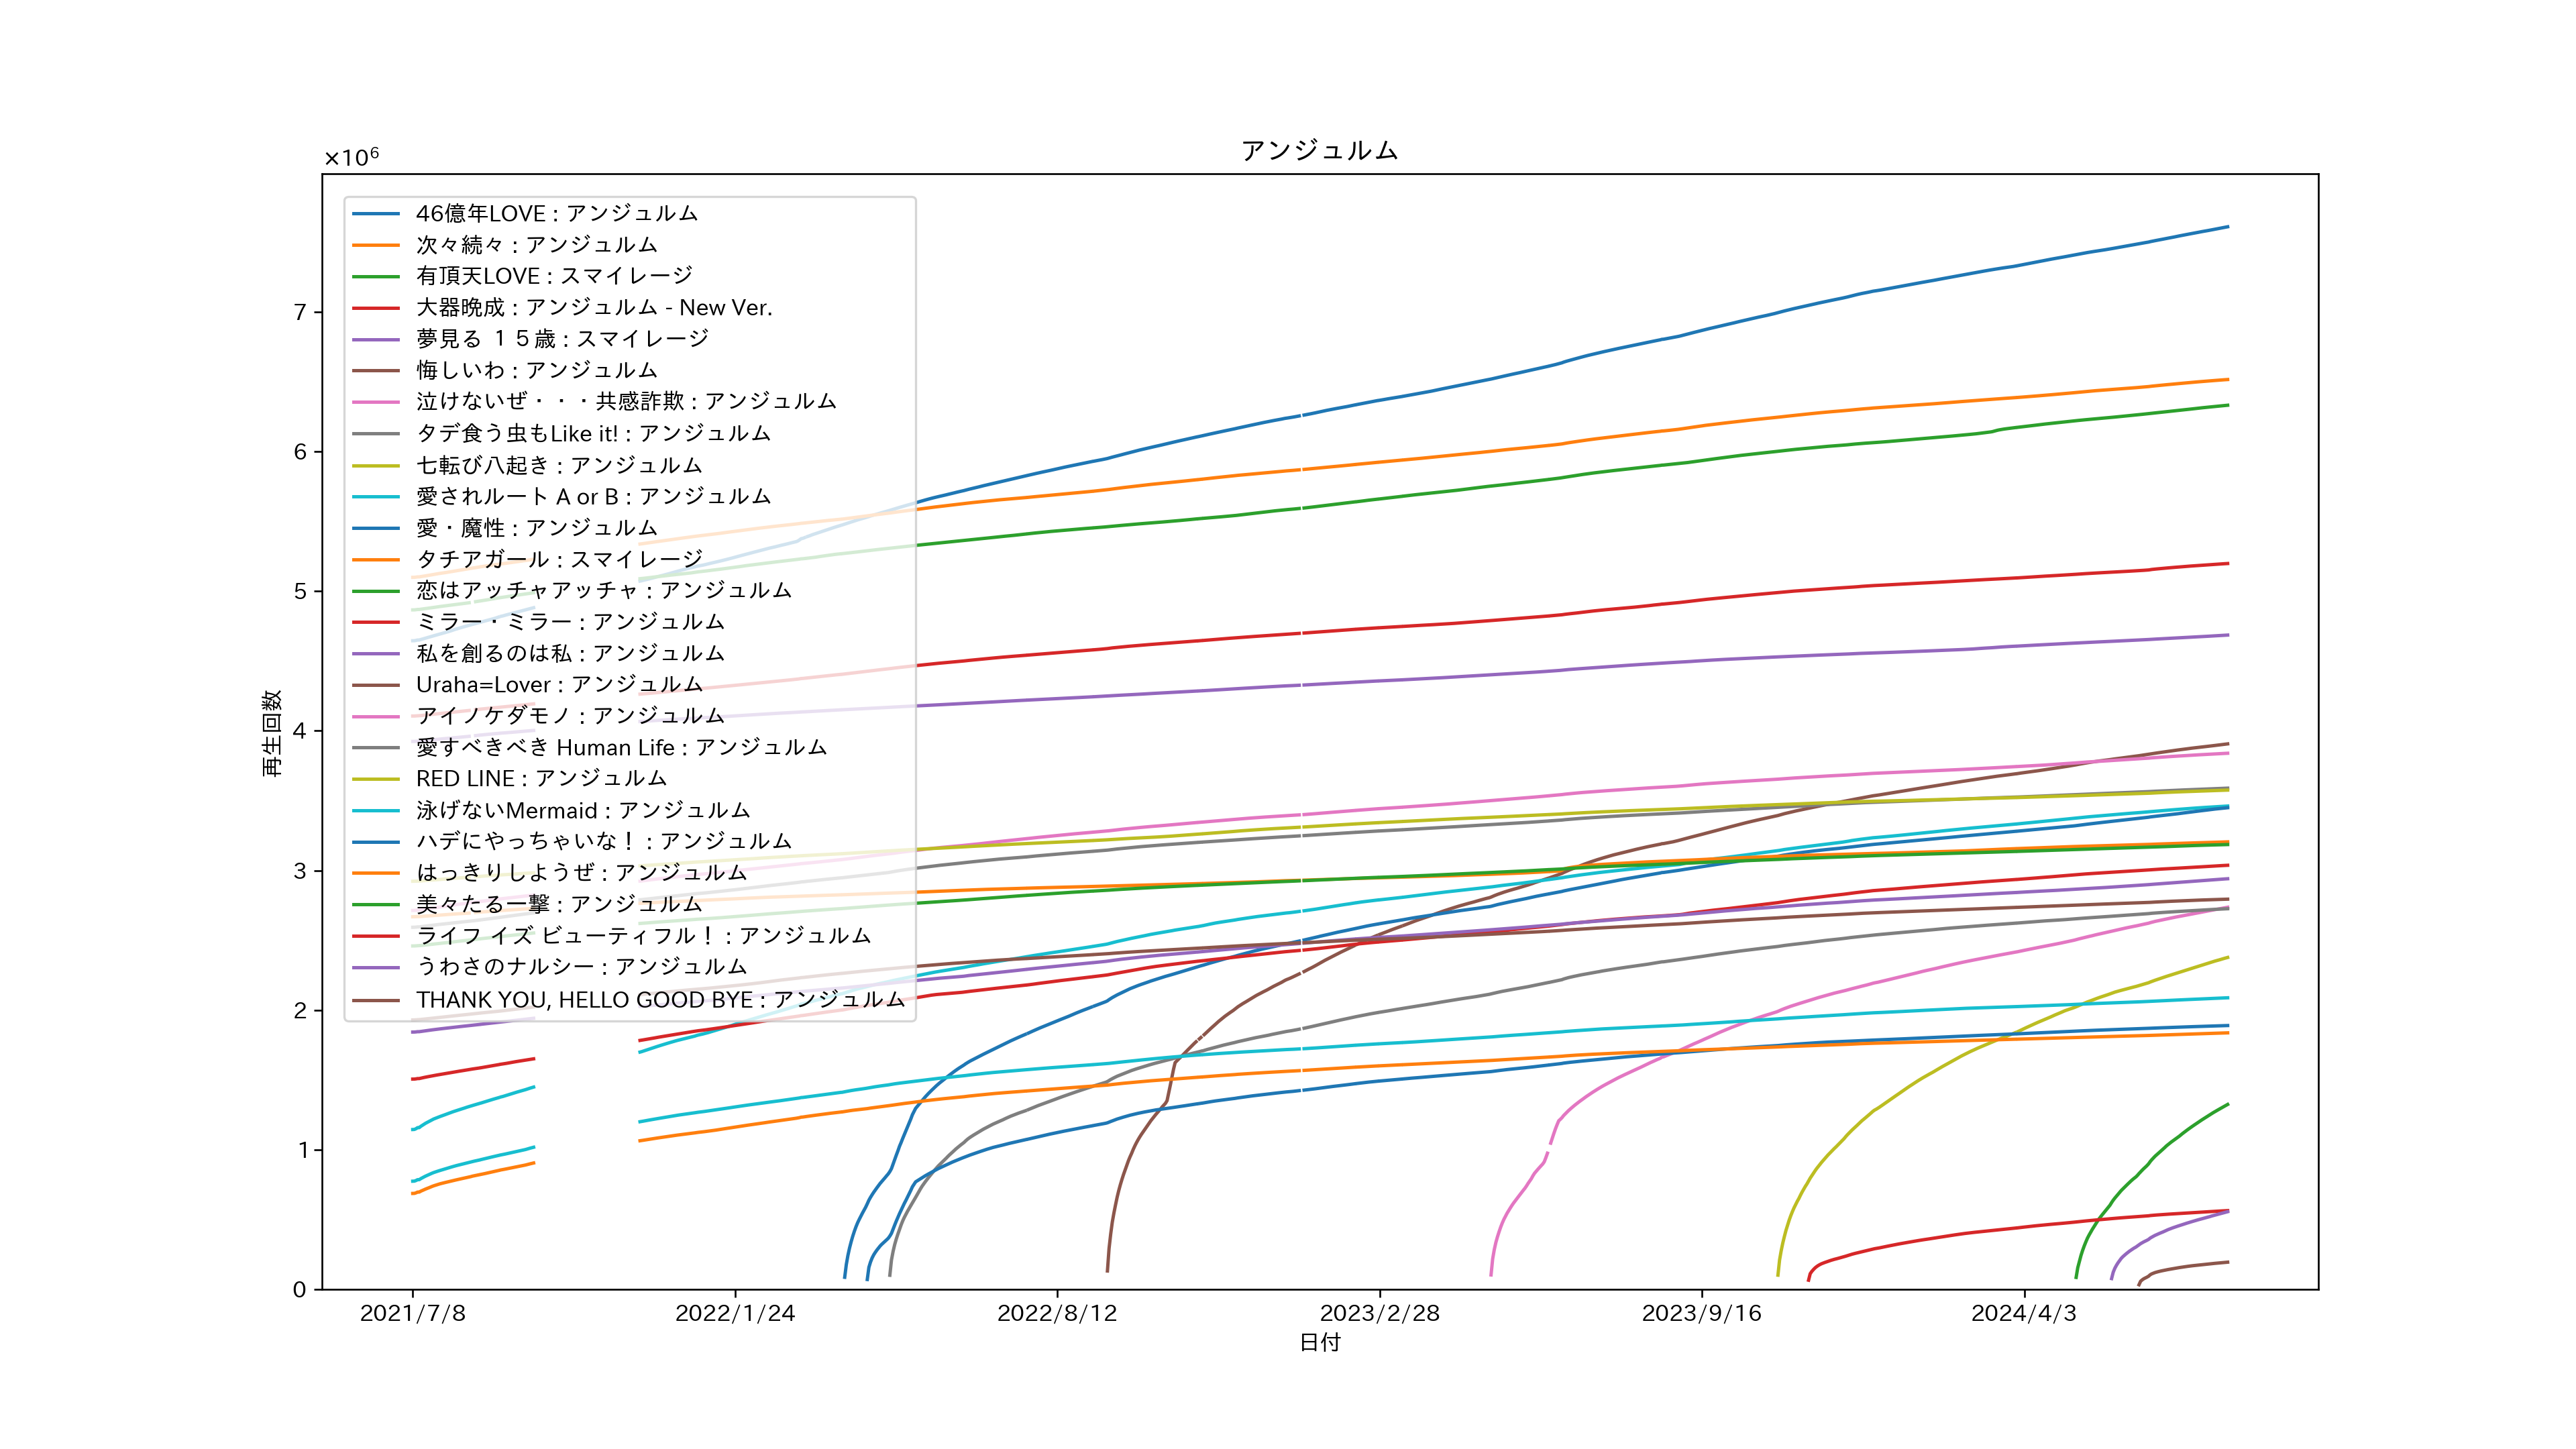 アンジュルム
×10⁶
46億年LOVE : アンジュルム
次々続々 : アンジュルム
有頂天LOVE : スマイレージ
大器晩成 : アンジュルム - New Ver.
夢見る １５歳 : スマイレージ
悔しいわ : アンジュルム
泣けないぜ・・・共感詐欺 : アンジュルム
タデ食う虫もLike it! : アンジュルム
七転び八起き : アンジュルム
愛されルート A or B : アンジュルム
愛・魔性 : アンジュルム
タチアガール : スマイレージ
恋はアッチャアッチャ : アンジュルム
ミラー・ミラー : アンジュルム
私を創るのは私 : アンジュルム
Uraha=Lover : アンジュルム
アイノケダモノ : アンジュルム
愛すべきべき Human Life : アンジュルム
RED LINE : アンジュルム
泳げないMermaid : アンジュルム
ハデにやっちゃいな！ : アンジュルム
はっきりしようぜ : アンジュルム
美々たる一撃 : アンジュルム
ライフ イズ ビューティフル！ : アンジュルム
うわさのナルシー : アンジュルム
THANK YOU, HELLO GOOD BYE : アンジュルム
再生回数
7
6
5
4
3
2
1
0
2021/7/8
2022/1/24
2022/8/12
2023/2/28
2023/9/16
2024/4/3
日付